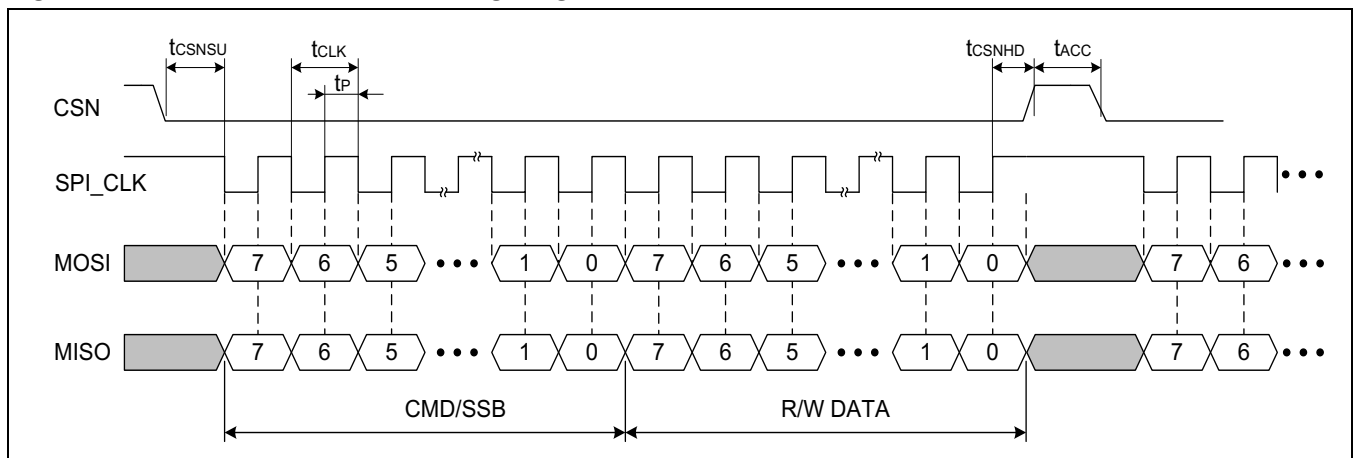 tCSNSU tCLK tCSNHD tACC
tP
CSN
SPI_CLK
MOSI 7 6 5 ••• 1 0 7 6 5 ••• 1 0 7 6 •••
MISO 7 6 5 ••• 1 0 7 6 5 ••• 1 0 7 6 •••
CMD/SSB R/W DATA